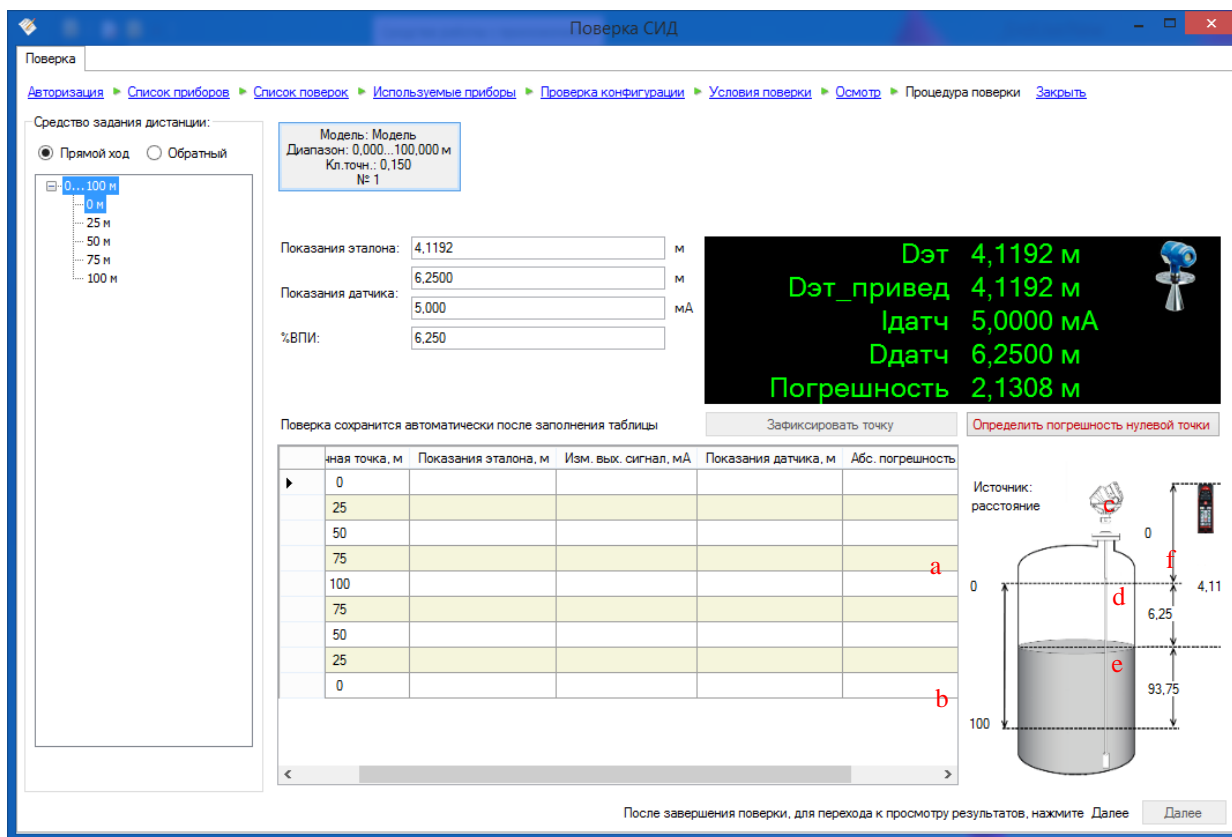 Поверка СИД
Поверка
Авторизация Список приборов Список поверок Используемые приборы Проверка конфигурации Условия поверки Осмотр Процедура поверки Закрыть
Средство задания дистанции:
Прямой ход Обратный
0...100 м
0 м
25 м
50 м
75 м
100 м
Модель: Модель
Диапазон: 0,000...100,000 м
Кл.точн.: 0,150
№ 1
Показания эталона: 4,1192 м
6,2500 м
Показания датчика:
5,000 мА
%ВПИ: 6,250
Dэт 4,1192 м
Dэт_привед 4,1192 м
Iдатч 5,0000 мА
Dдатч 6,2500 м
Погрешность 2,1308 м
Поверка сохранится автоматически после заполнения таблицы
Зафиксировать точку
Определить погрешность нулевой точки
чная точка, м Показания эталона, м Изм. вых. сигнал, мА Показания датчика, м Абс. погрешность
0
25
50
75
100
75
50
25
0
a
b
Источник:
расстояние
c
0
f
0
d
4,11
6,25
e
93,75
100
После завершения поверки, для перехода к просмотру результатов, нажмите Далее
Далее